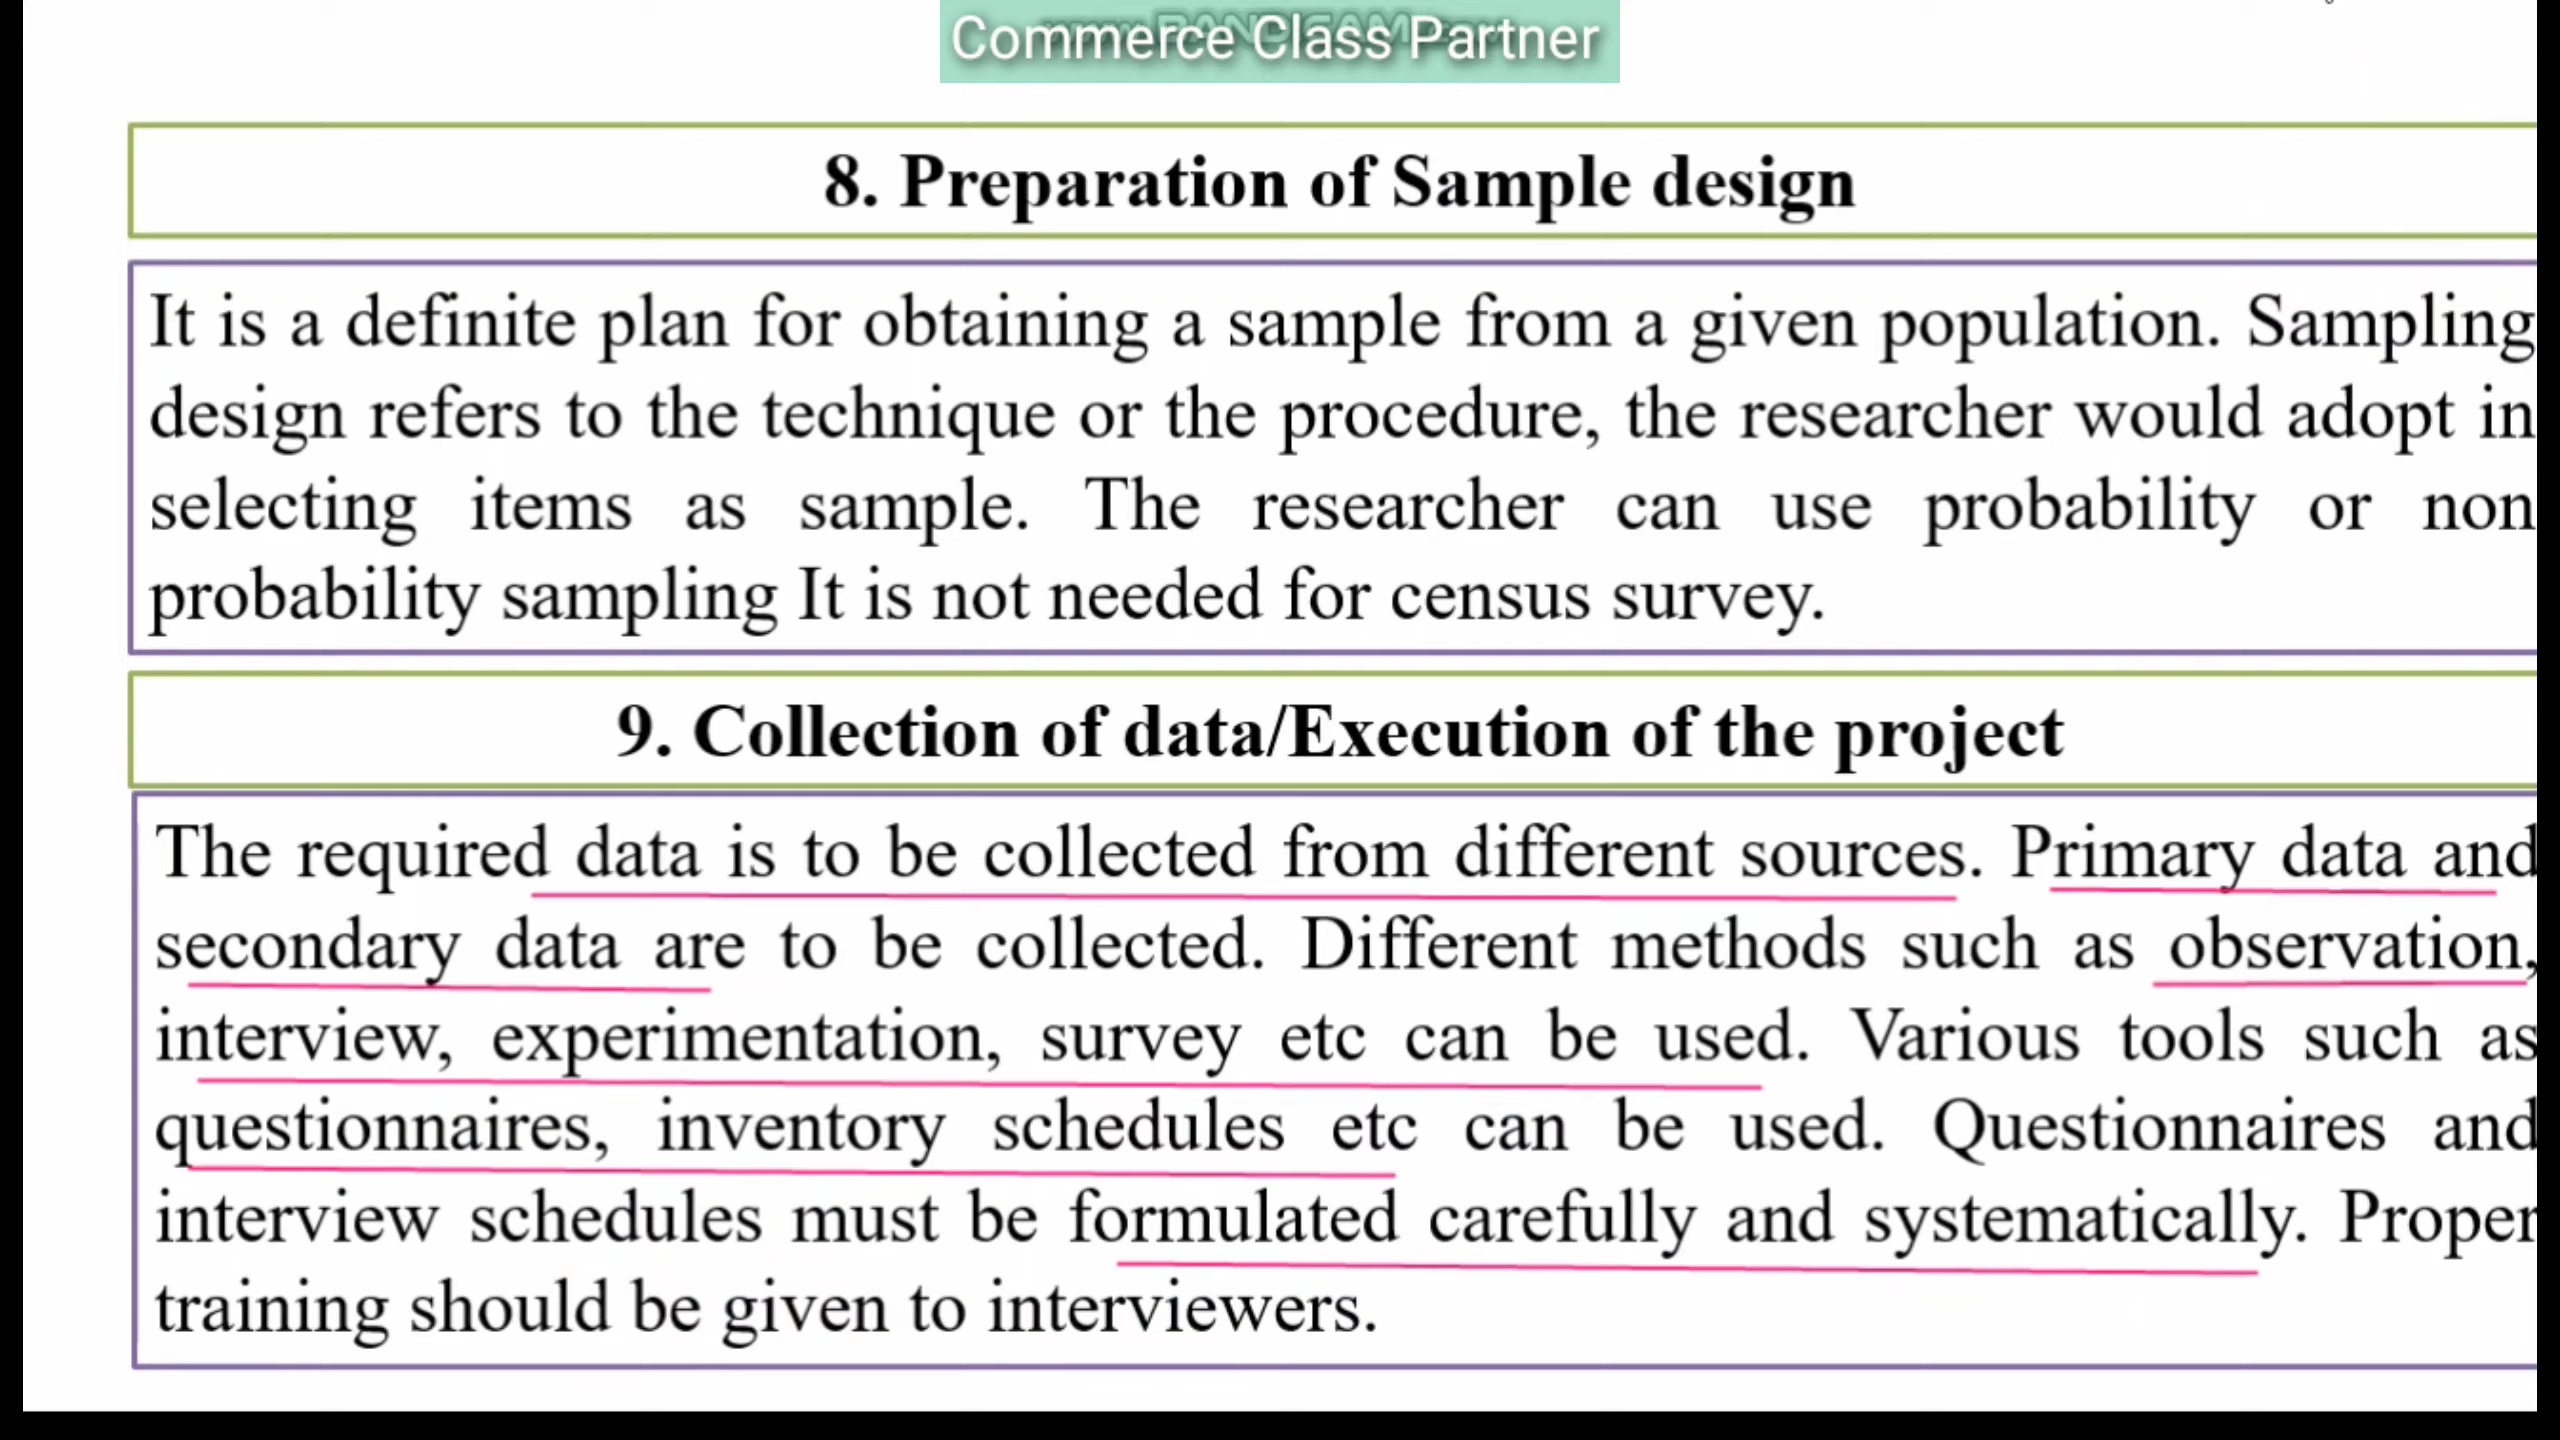 Commerce Class Partner
8. Preparation of Sample design
It is a definite plan for obtaining a sample from a given population. Sampling
design refers to the technique or the procedure, the researcher would adopt in
selecting items as sample. The researcher can use probability or non
probability sampling It is not needed for census survey.
9. Collection of data/Execution of the project
The required data is to be collected from different sources. Primary data and
secondary data are to be collected. Different methods such as observation,
interview, experimentation, survey etc can be used. Various tools such as
questionnaires, inventory schedules etc can be used. Questionnaires and
interview schedules must be formulated carefully and systematically. Proper
training should be given to interviewers.